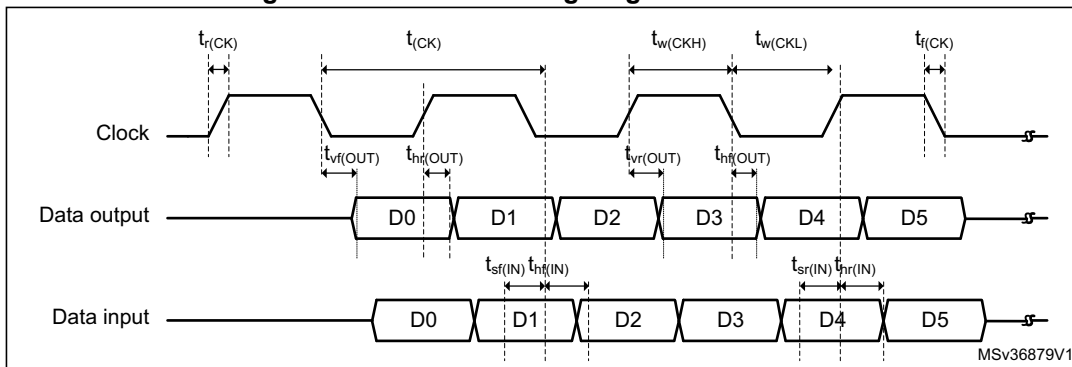 t_r(CK) t_(CK) t_w(CKH) t_w(CKL) t_f(CK)
Clock
t_vf(OUT) t_hr(OUT) t_vr(OUT) t_hf(OUT)
Data output D0 D1 D2 D3 D4 D5
t_sf(IN) t_hf(IN) t_sr(IN) t_hr(IN)
Data input D0 D1 D2 D3 D4 D5
MSv36879V1